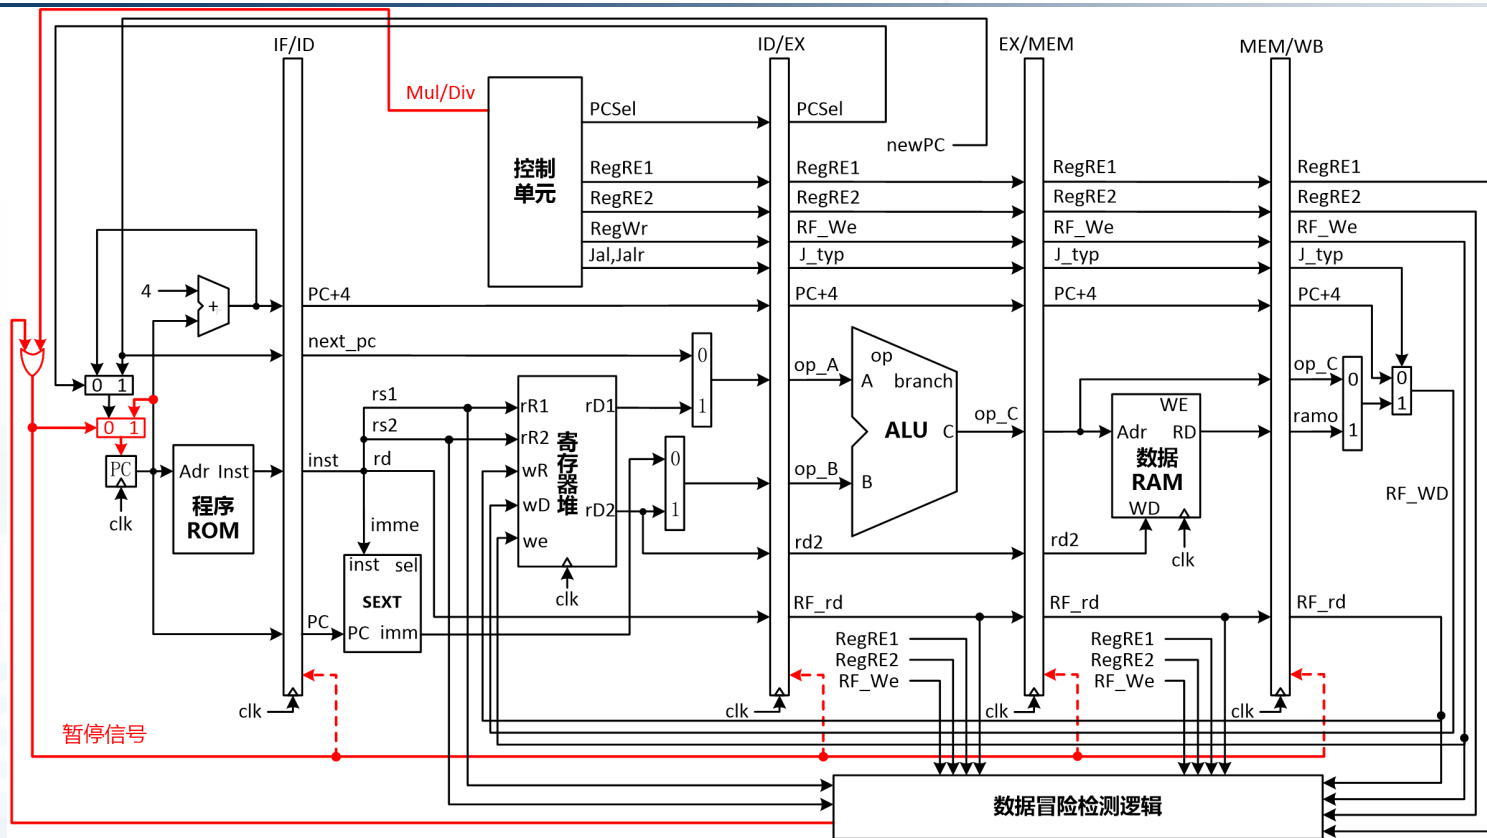 IF/ID
ID/EX
EX/MEM
MEM/WB
Mul/Div
控制
单元
PCSel
RegRE1
RegRE2
RegWr
Jal,Jalr
PCSel
newPC
RegRE1
RegRE2
RF_We
J_typ
PC+4
RegRE1
RegRE2
RF_We
J_typ
PC+4
RegRE1
RegRE2
RF_We
J_typ
PC+4
4
+
PC+4
next_pc
0 1
0 1
PC
clk
Adr Inst
程序
ROM
inst
rs1
rs2
rd
imme
inst sel
SEXT
PC imm
PC
rR1 rD1
rR2
wR
wD
rD2
we
寄存器堆
clk
0
1
0
1
op_A
op_B
op
A branch
ALU C
B
op_C
WE
Adr RD
数据
RAM
WD
clk
op_C
ramo
0
1
0
1
RF_WD
rd2
rd2
RF_rd
RF_rd
RF_rd
RegRE1
RegRE2
RF_We
RegRE1
RegRE2
RF_We
clk
clk
clk
clk
暂停信号
数据冒险检测逻辑